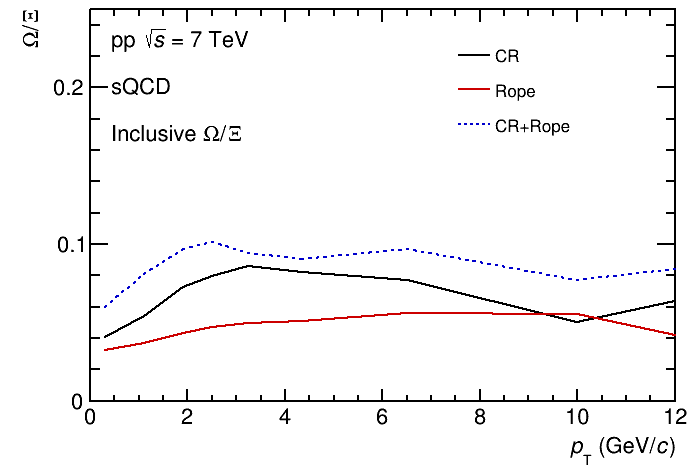 Ω/Ξ
pp √s = 7 TeV
sQCD
Inclusive Ω/Ξ
CR
Rope
CR+Rope
0.2
0.1
0
0 2 4 6 8 10 12
p_T (GeV/c)